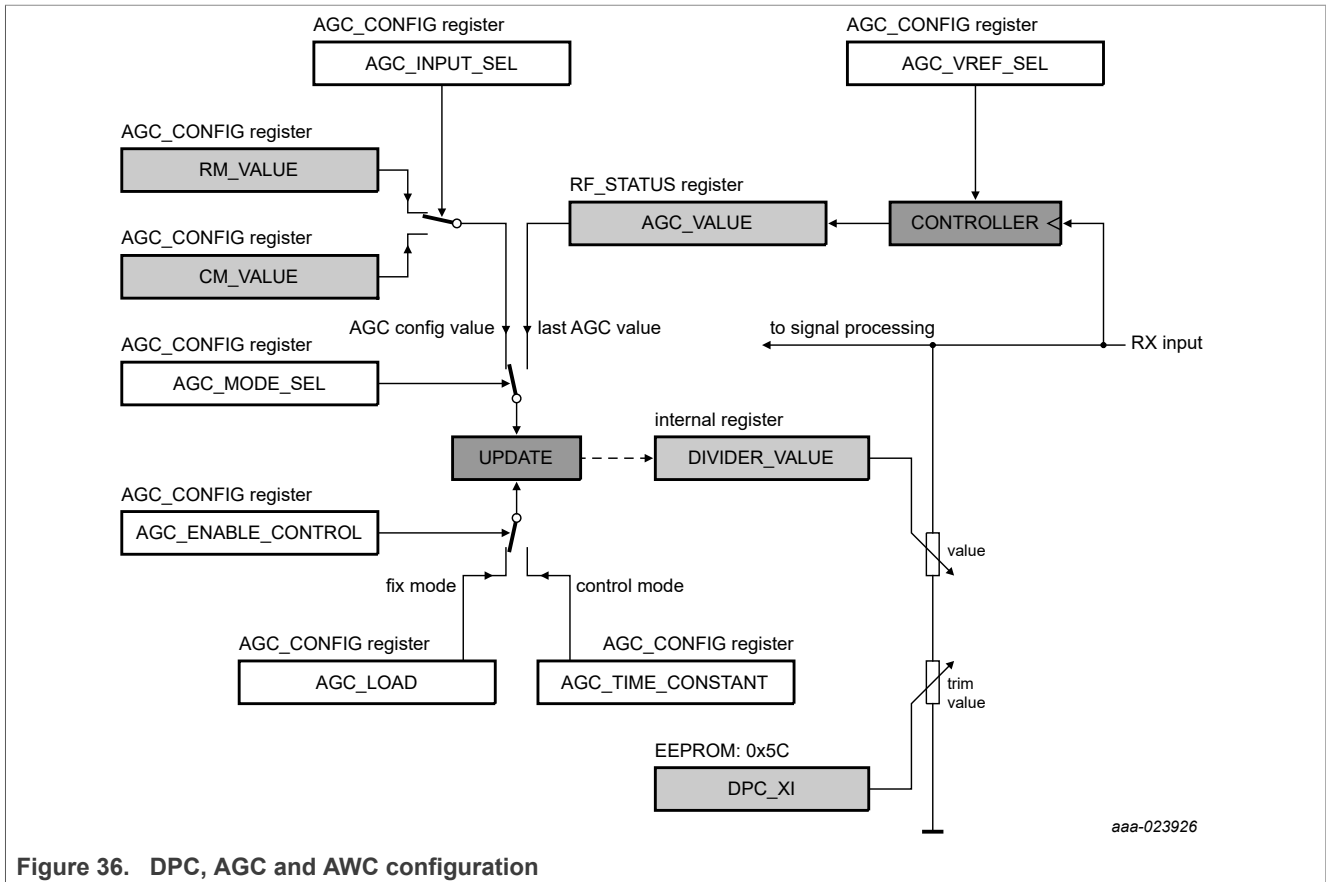 AGC_CONFIG register
AGC_INPUT_SEL
AGC_CONFIG register
AGC_VREF_SEL
AGC_CONFIG register
RM_VALUE
RF_STATUS register
AGC_VALUE
CONTROLLER
AGC_CONFIG register
CM_VALUE
AGC config value
last AGC value
to signal processing
RX input
AGC_CONFIG register
AGC_MODE_SEL
internal register
UPDATE
DIVIDER_VALUE
AGC_CONFIG register
AGC_ENABLE_CONTROL
value
fix mode
control mode
AGC_CONFIG register
AGC_LOAD
AGC_CONFIG register
AGC_TIME_CONSTANT
trim
value
EEPROM: 0x5C
DPC_XI
aaa-023926
Figure 36. DPC, AGC and AWC configuration